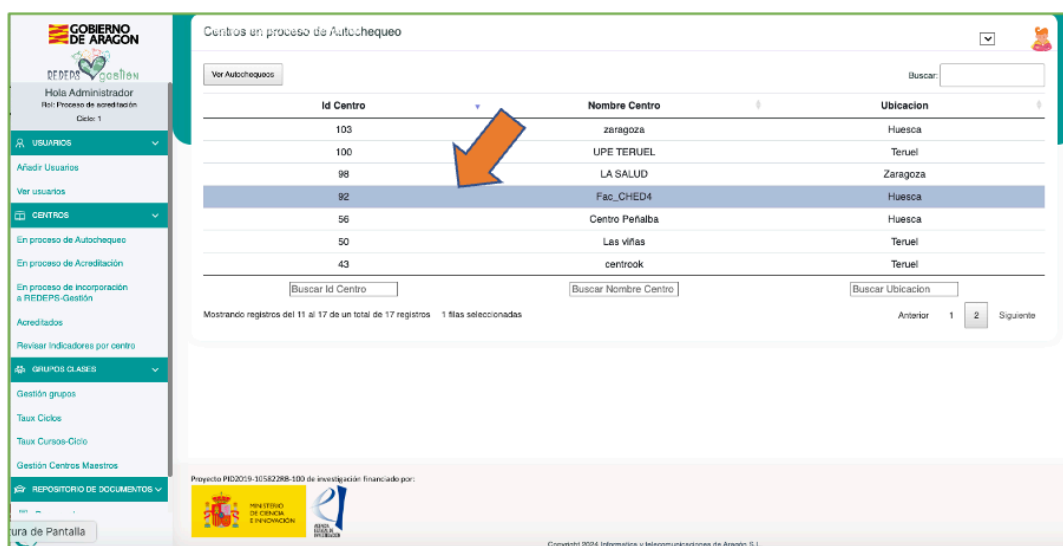 GOBIERNO
DE ARAGON
REDEPS gestión
Hola Administrador
Rol: Proceso de acreditación
Ciclo: 1
USUARIOS
Añadir Usuarios
Ver usuarios
CENTROS
En proceso de Autochequeo
En proceso de Acreditación
En proceso de incorporación
a REDEPS-Gestión
Acreditados
Revisar Indicadores por centro
GRUPOS CLASES
Gestión grupos
Taux Ciclos
Taux Cursos-Ciclo
Gestión Centros Maestros
REPOSITORIO DE DOCUMENTOS
tura de Pantalla
Centros en proceso de Autochequeo
Ver Autochequeos
Buscar:
Id Centro Nombre Centro Ubicacion
103 zaragoza Huesca
100 UPE TERUEL Teruel
98 LA SALUD Zaragoza
92 Fac_CHED4 Huesca
56 Centro Peñalba Huesca
50 Las viñas Teruel
43 centrook Teruel
Buscar Id Centro Buscar Nombre Centro Buscar Ubicacion
Mostrando registros del 11 al 17 de un total de 17 registros 1 filas seleccionadas
Anterior 1 2 Siguiente
Proyecto PID2019-105822RB-100 de investigación financiado por:
MINISTERIO
DE CIENCIA
E INNOVACIÓN
AGENCIA
ESTATAL DE
INVESTIGACIÓN
Copyright 2024 Informatica y telecomunicaciones de Aragón S.L.